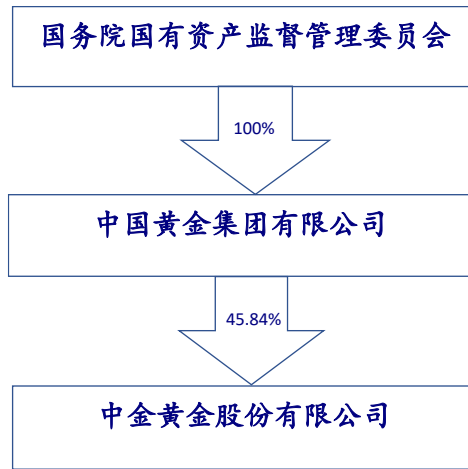 国务院国有资产监督管理委员会
100%
中国黄金集团有限公司
45.84%
中金黄金股份有限公司